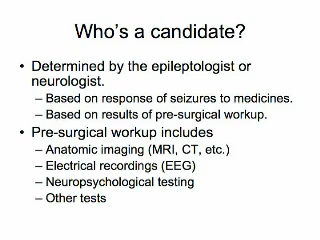 Who's a candidate?
• Determined by the epileptologist or
neurologist.
– Based on response of seizures to medicines.
– Based on results of pre-surgical workup.
• Pre-surgical workup includes
– Anatomic imaging (MRI, CT, etc.)
– Electrical recordings (EEG)
– Neuropsychological testing
– Other tests